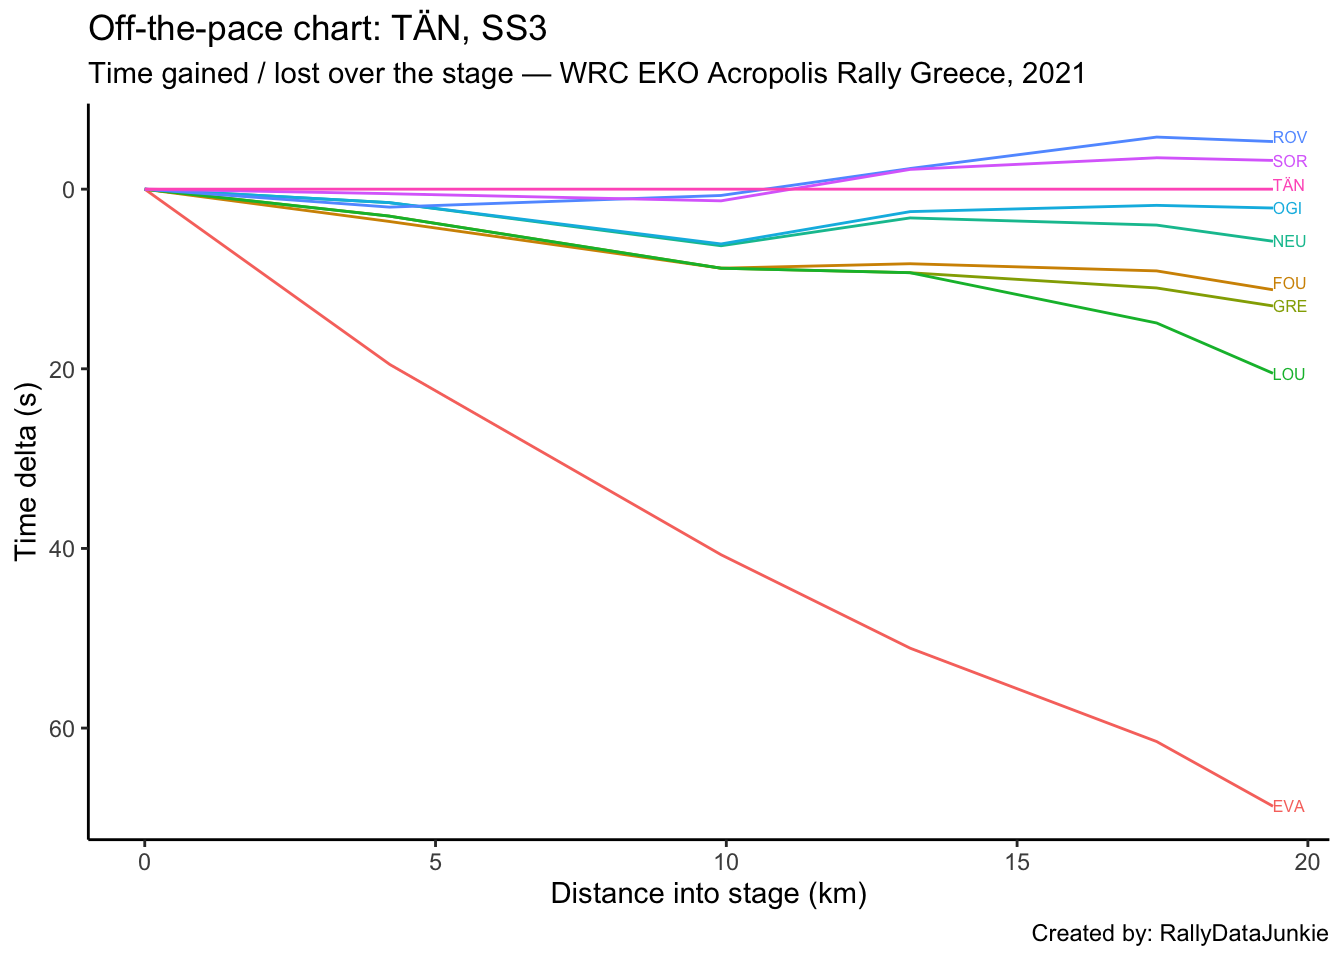 Off-the-pace chart: TÄN, SS3
Time gained / lost over the stage — WRC EKO Acropolis Rally Greece, 2021
ROV
SOR
TÄN
OGI
NEU
FOU
GRE
LOU
EVA
0
20
40
60
Time delta (s)
0 5 10 15 20
Distance into stage (km)
Created by: RallyDataJunkie